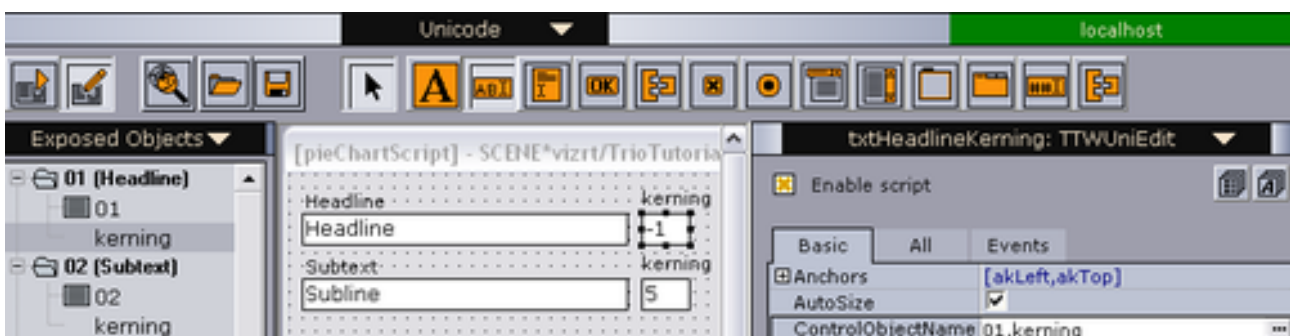 Unicode
localhost
A
ABI
OK
Exposed Objects
01 (Headline)
01
kerning
02 (Subtext)
02
kerning
[pieChartScript] - SCENE*vizrt/TrioTutoria
Headline kerning
Headline -1
Subtext kerning
Subline 5
txtHeadlineKerning: TTWUniEdit
Enable script
A
Basic All Events
Anchors [akLeft,akTop]
AutoSize
ControlObjectName 01.kerning ...